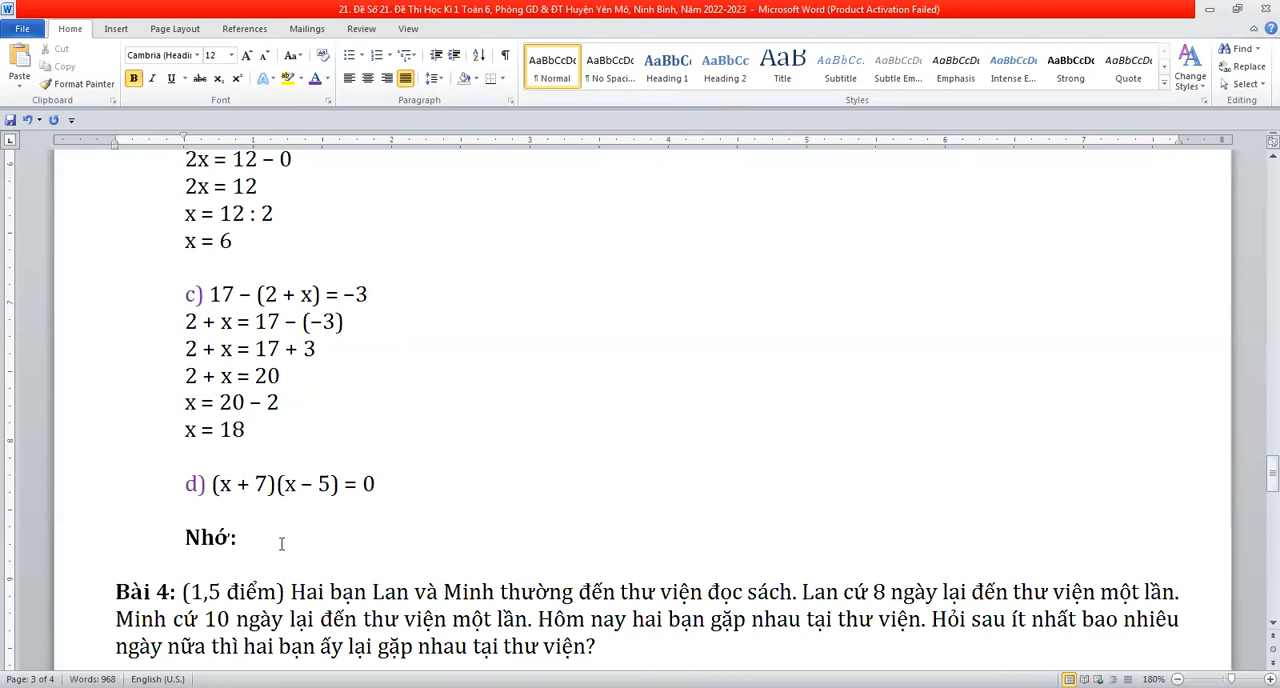 21. Đề Số 21. Đề Thi Học Kì 1 Toán 6, Phòng GD & ĐT Huyện Yên Mô, Ninh Bình, Năm 2022-2023 - Microsoft Word (Product Activation Failed)
File Home Insert Page Layout References Mailings Review View
Cut
Copy
Format Painter
Paste
Clipboard
Cambria (Headi 12
Font
Paragraph
AaBbCcDc AaBbCcDc AaBbC AaBbCc AaB AaBbCc. AaBbCcDc AaBbCcDc AaBbCcDc AaBbCcDc AaBbCcDc
¶ Normal ¶ No Spaci... Heading 1 Heading 2 Title Subtitle Subtle Em... Emphasis Intense E... Strong Quote
Styles
Change Styles
Find
Replace
Select
Editing
1 2 3 4 5 6 7 8
2x = 12 – 0
2x = 12
x = 12 : 2
x = 6
c) 17 – (2 + x) = –3
2 + x = 17 – (–3)
2 + x = 17 + 3
2 + x = 20
x = 20 – 2
x = 18
d) (x + 7)(x – 5) = 0
Nhớ:
Bài 4: (1,5 điểm) Hai bạn Lan và Minh thường đến thư viện đọc sách. Lan cứ 8 ngày lại đến thư viện một lần.
Minh cứ 10 ngày lại đến thư viện một lần. Hôm nay hai bạn gặp nhau tại thư viện. Hỏi sau ít nhất bao nhiêu
ngày nữa thì hai bạn ấy lại gặp nhau tại thư viện?
Page: 3 of 4 Words: 968 English (U.S.) 180%